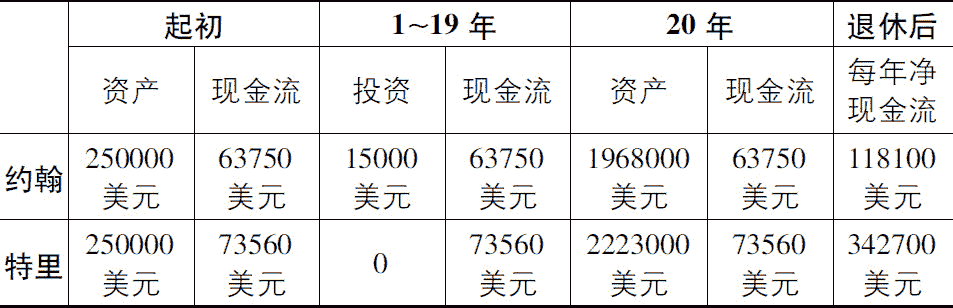 起初 1~19 年 20 年 退休后
资产 现金流 投资 现金流 资产 现金流 每年净
现金流
约翰 250000 63750 15000 63750 1968000 63750 118100
美元 美元 美元 美元 美元 美元 美元
特里 250000 73560 0 73560 2223000 73560 342700
美元 美元 美元 美元 美元 美元